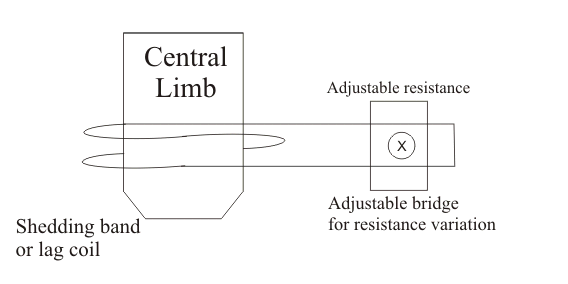 Central
Limb
Adjustable resistance
X
Adjustable bridge
for resistance variation
Shedding band
or lag coil